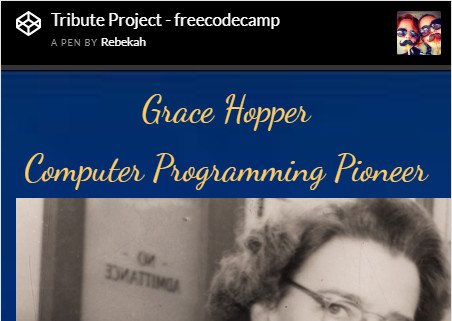 Tribute Project - freecodecamp
A PEN BY Rebekah
Grace Hopper
Computer Programming Pioneer
NO
ADMITTANCE